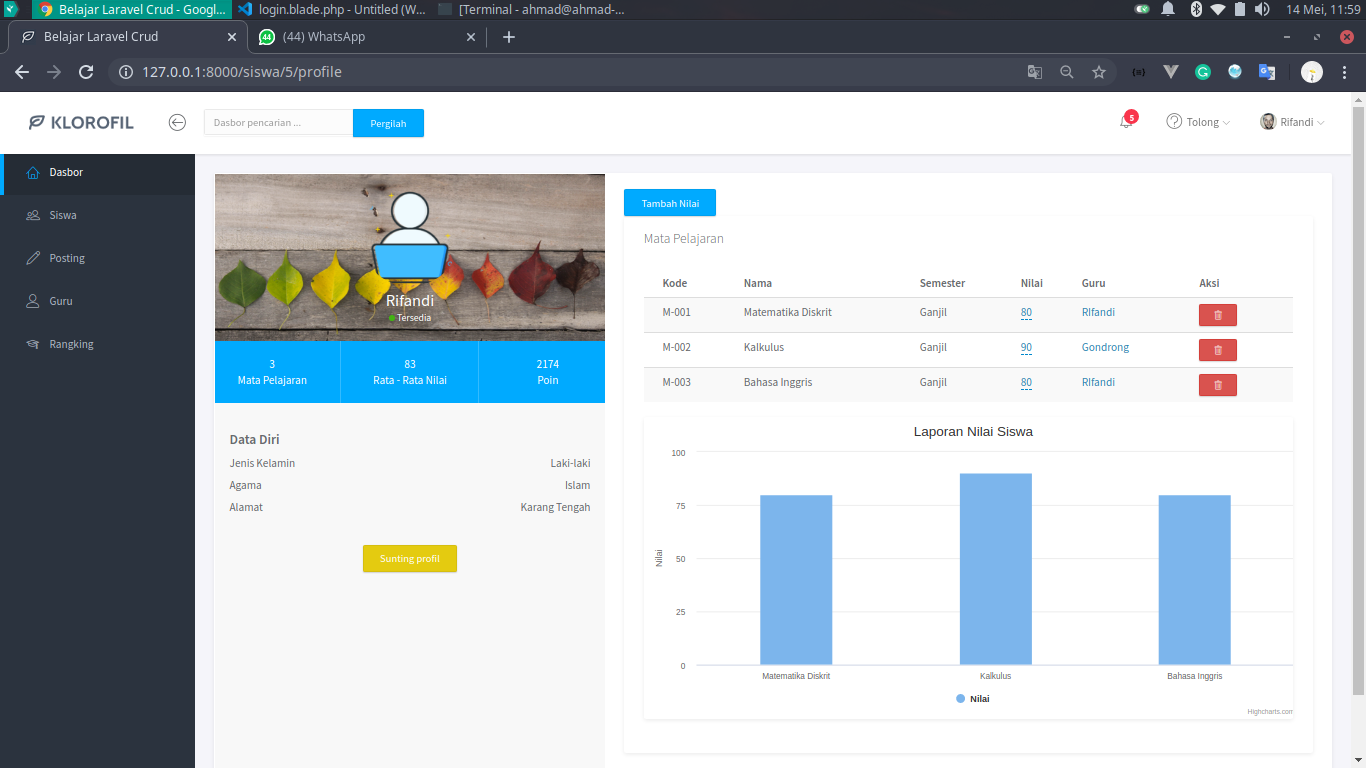 Belajar Laravel Crud - Googl...
login.blade.php - Untitled (W...
[Terminal - ahmad@ahmad-...
14 Mei, 11:59
Belajar Laravel Crud
44
(44) WhatsApp
127.0.0.1:8000/siswa/5/profile
KLOROFIL
Dasbor pencarian ...
Pergilah
5
Tolong
Rifandi
Dasbor
Siswa
Posting
Guru
Rangking
Rifandi
Tersedia
3
Mata Pelajaran
83
Rata - Rata Nilai
2174
Poin
Data Diri
Jenis Kelamin Laki-laki
Agama Islam
Alamat Karang Tengah
Sunting profil
Tambah Nilai
Mata Pelajaran
Kode Nama Semester Nilai Guru Aksi
M-001 Matematika Diskrit Ganjil 80 RIfandi
M-002 Kalkulus Ganjil 90 Gondrong
M-003 Bahasa Inggris Ganjil 80 RIfandi
Laporan Nilai Siswa
100
75
50
25
0
Nilai
Matematika Diskrit Kalkulus Bahasa Inggris
Nilai
Highcharts.com